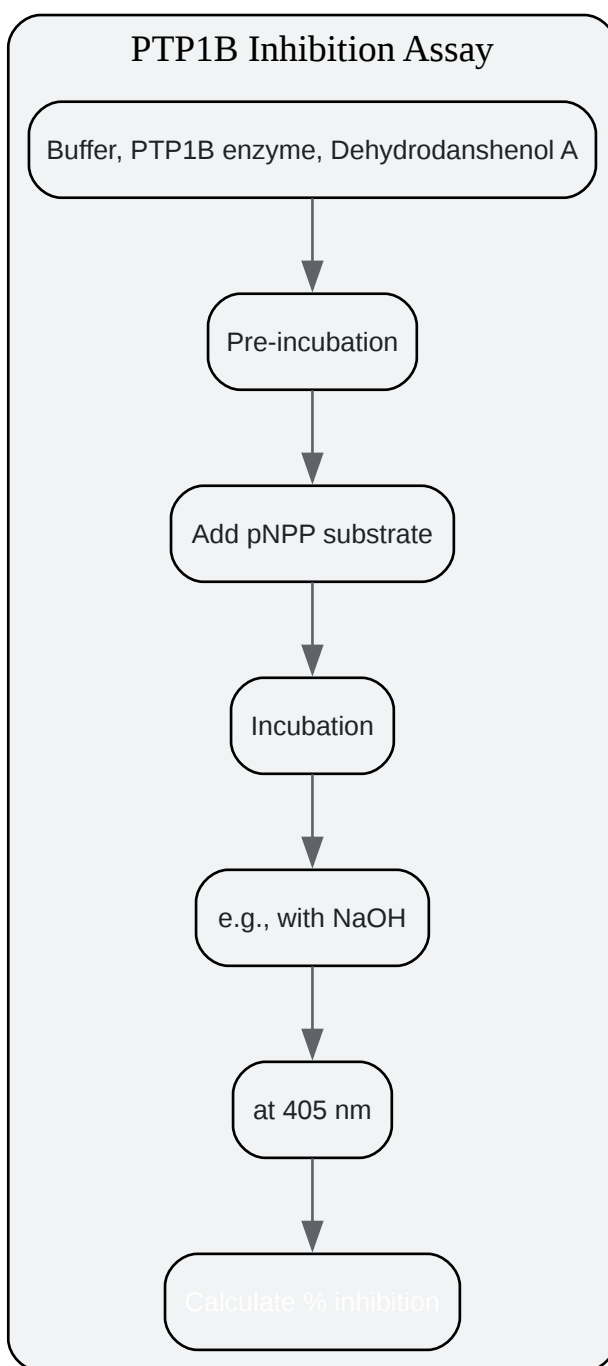 PTP1B Inhibition Assay
Buffer, PTP1B enzyme, Dehydrodanshenol A
Pre-incubation
Add pNPP substrate
Incubation
e.g., with NaOH
at 405 nm
Calculate % inhibition